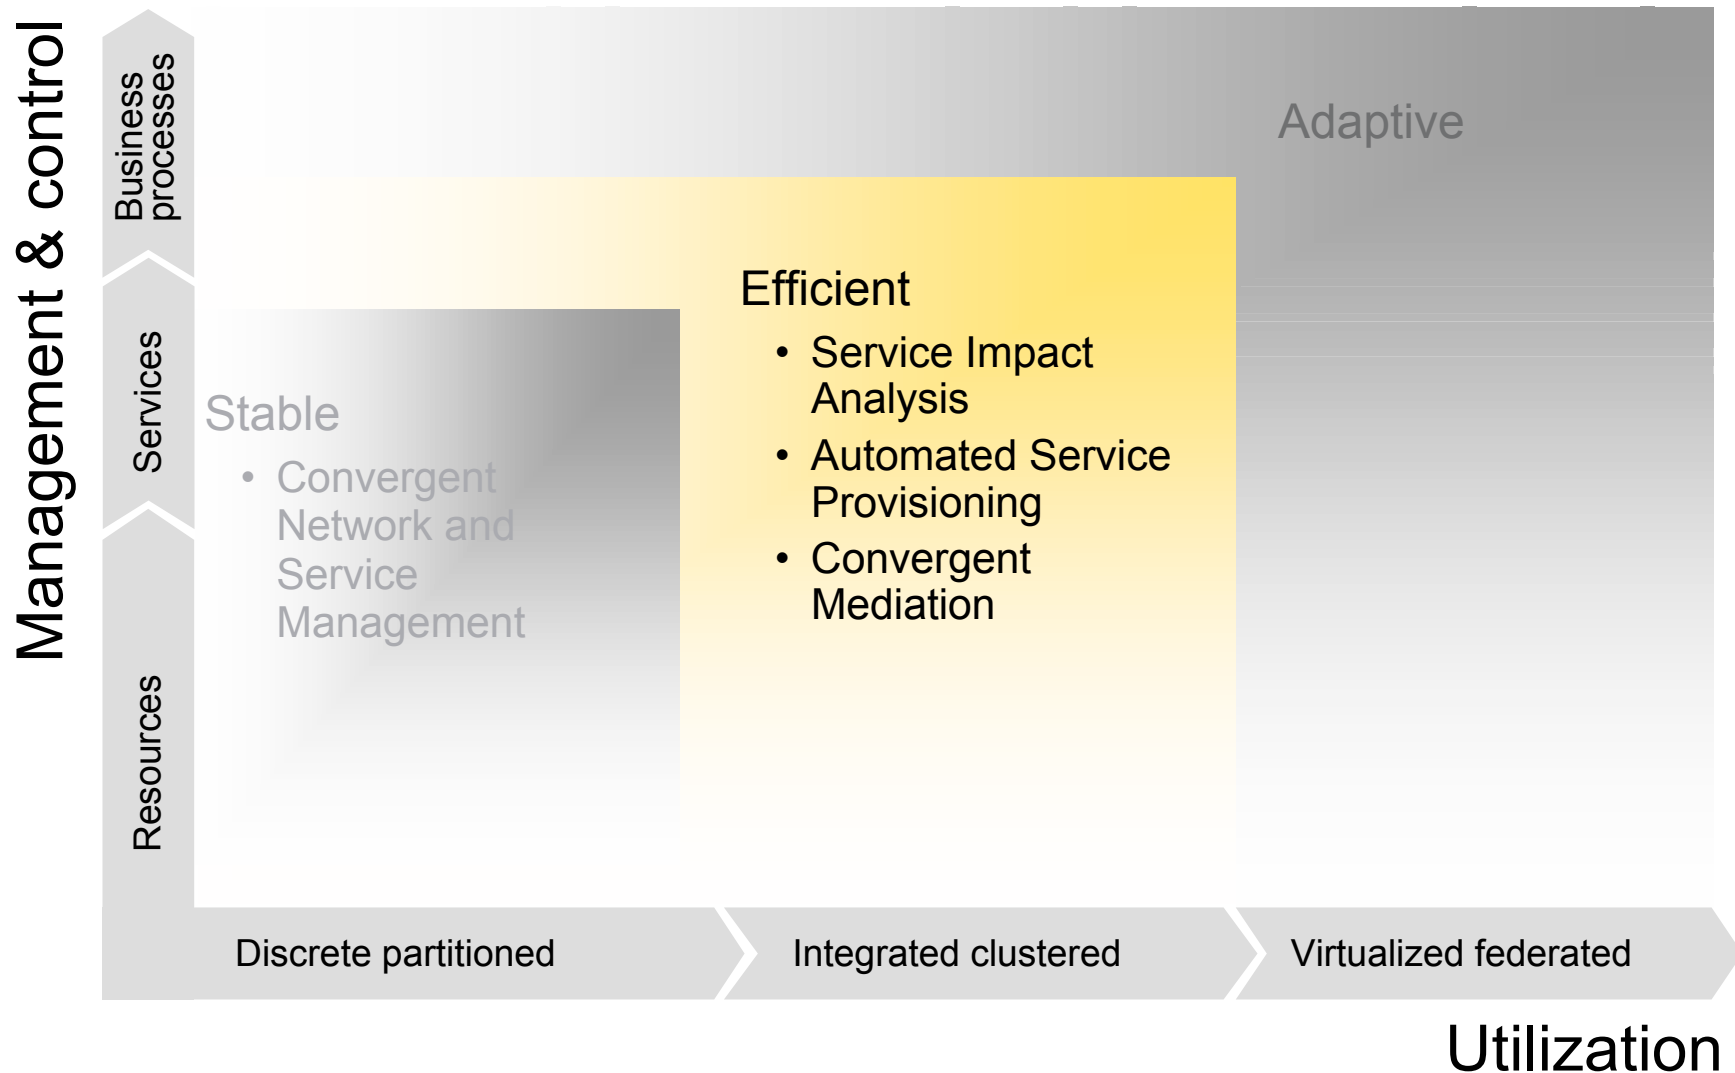 Management & control
Business
processes
Services
Resources
Adaptive
Efficient
• Service Impact
Analysis
• Automated Service
Provisioning
• Convergent
Mediation
Stable
• Convergent
Network and
Service
Management
Discrete partitioned
Integrated clustered
Virtualized federated
Utilization